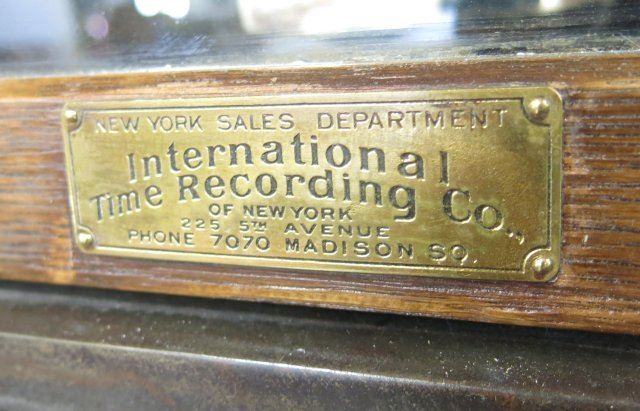 NEW YORK SALES DEPARTMENT
International
Time Recording Co.,
OF NEW YORK
225 5TH AVENUE
PHONE 7070 MADISON SQ.